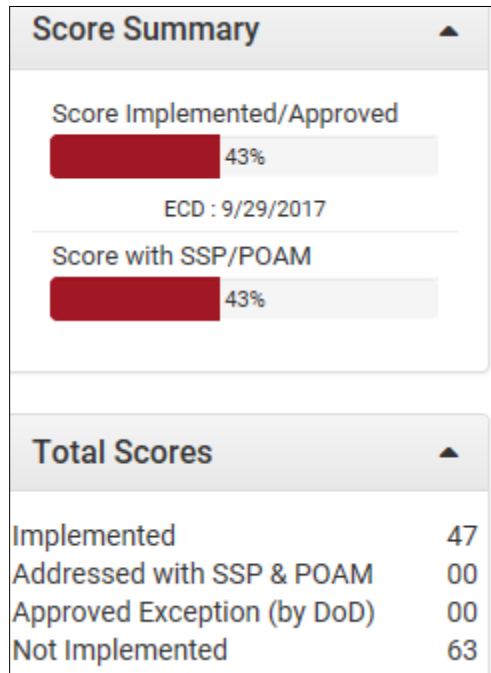 Score Summary
Score Implemented/Approved
43%
ECD : 9/29/2017
Score with SSP/POAM
43%
Total Scores
Implemented 47
Addressed with SSP & POAM 00
Approved Exception (by DoD) 00
Not Implemented 63